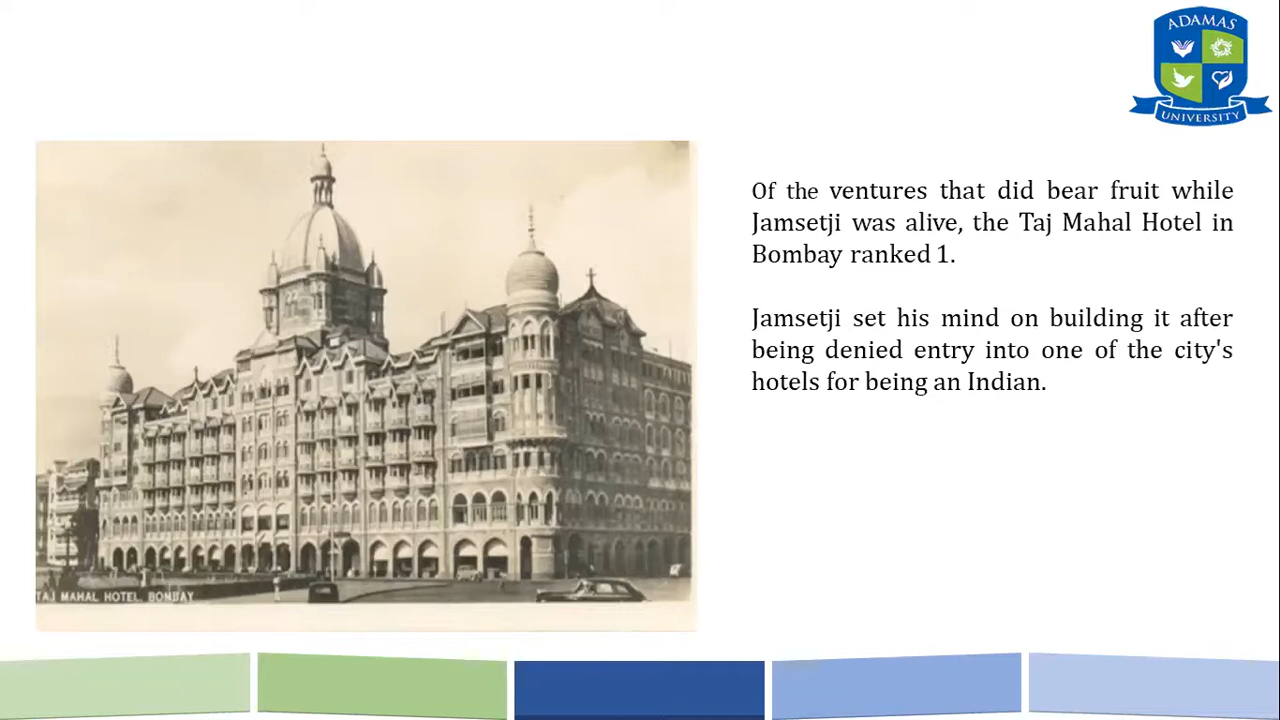 ADAMAS
UNIVERSITY
Of the ventures that did bear fruit while
Jamsetji was alive, the Taj Mahal Hotel in
Bombay ranked 1.
Jamsetji set his mind on building it after
being denied entry into one of the city's
hotels for being an Indian.
TAJ MAHAL HOTEL. BOMBAY